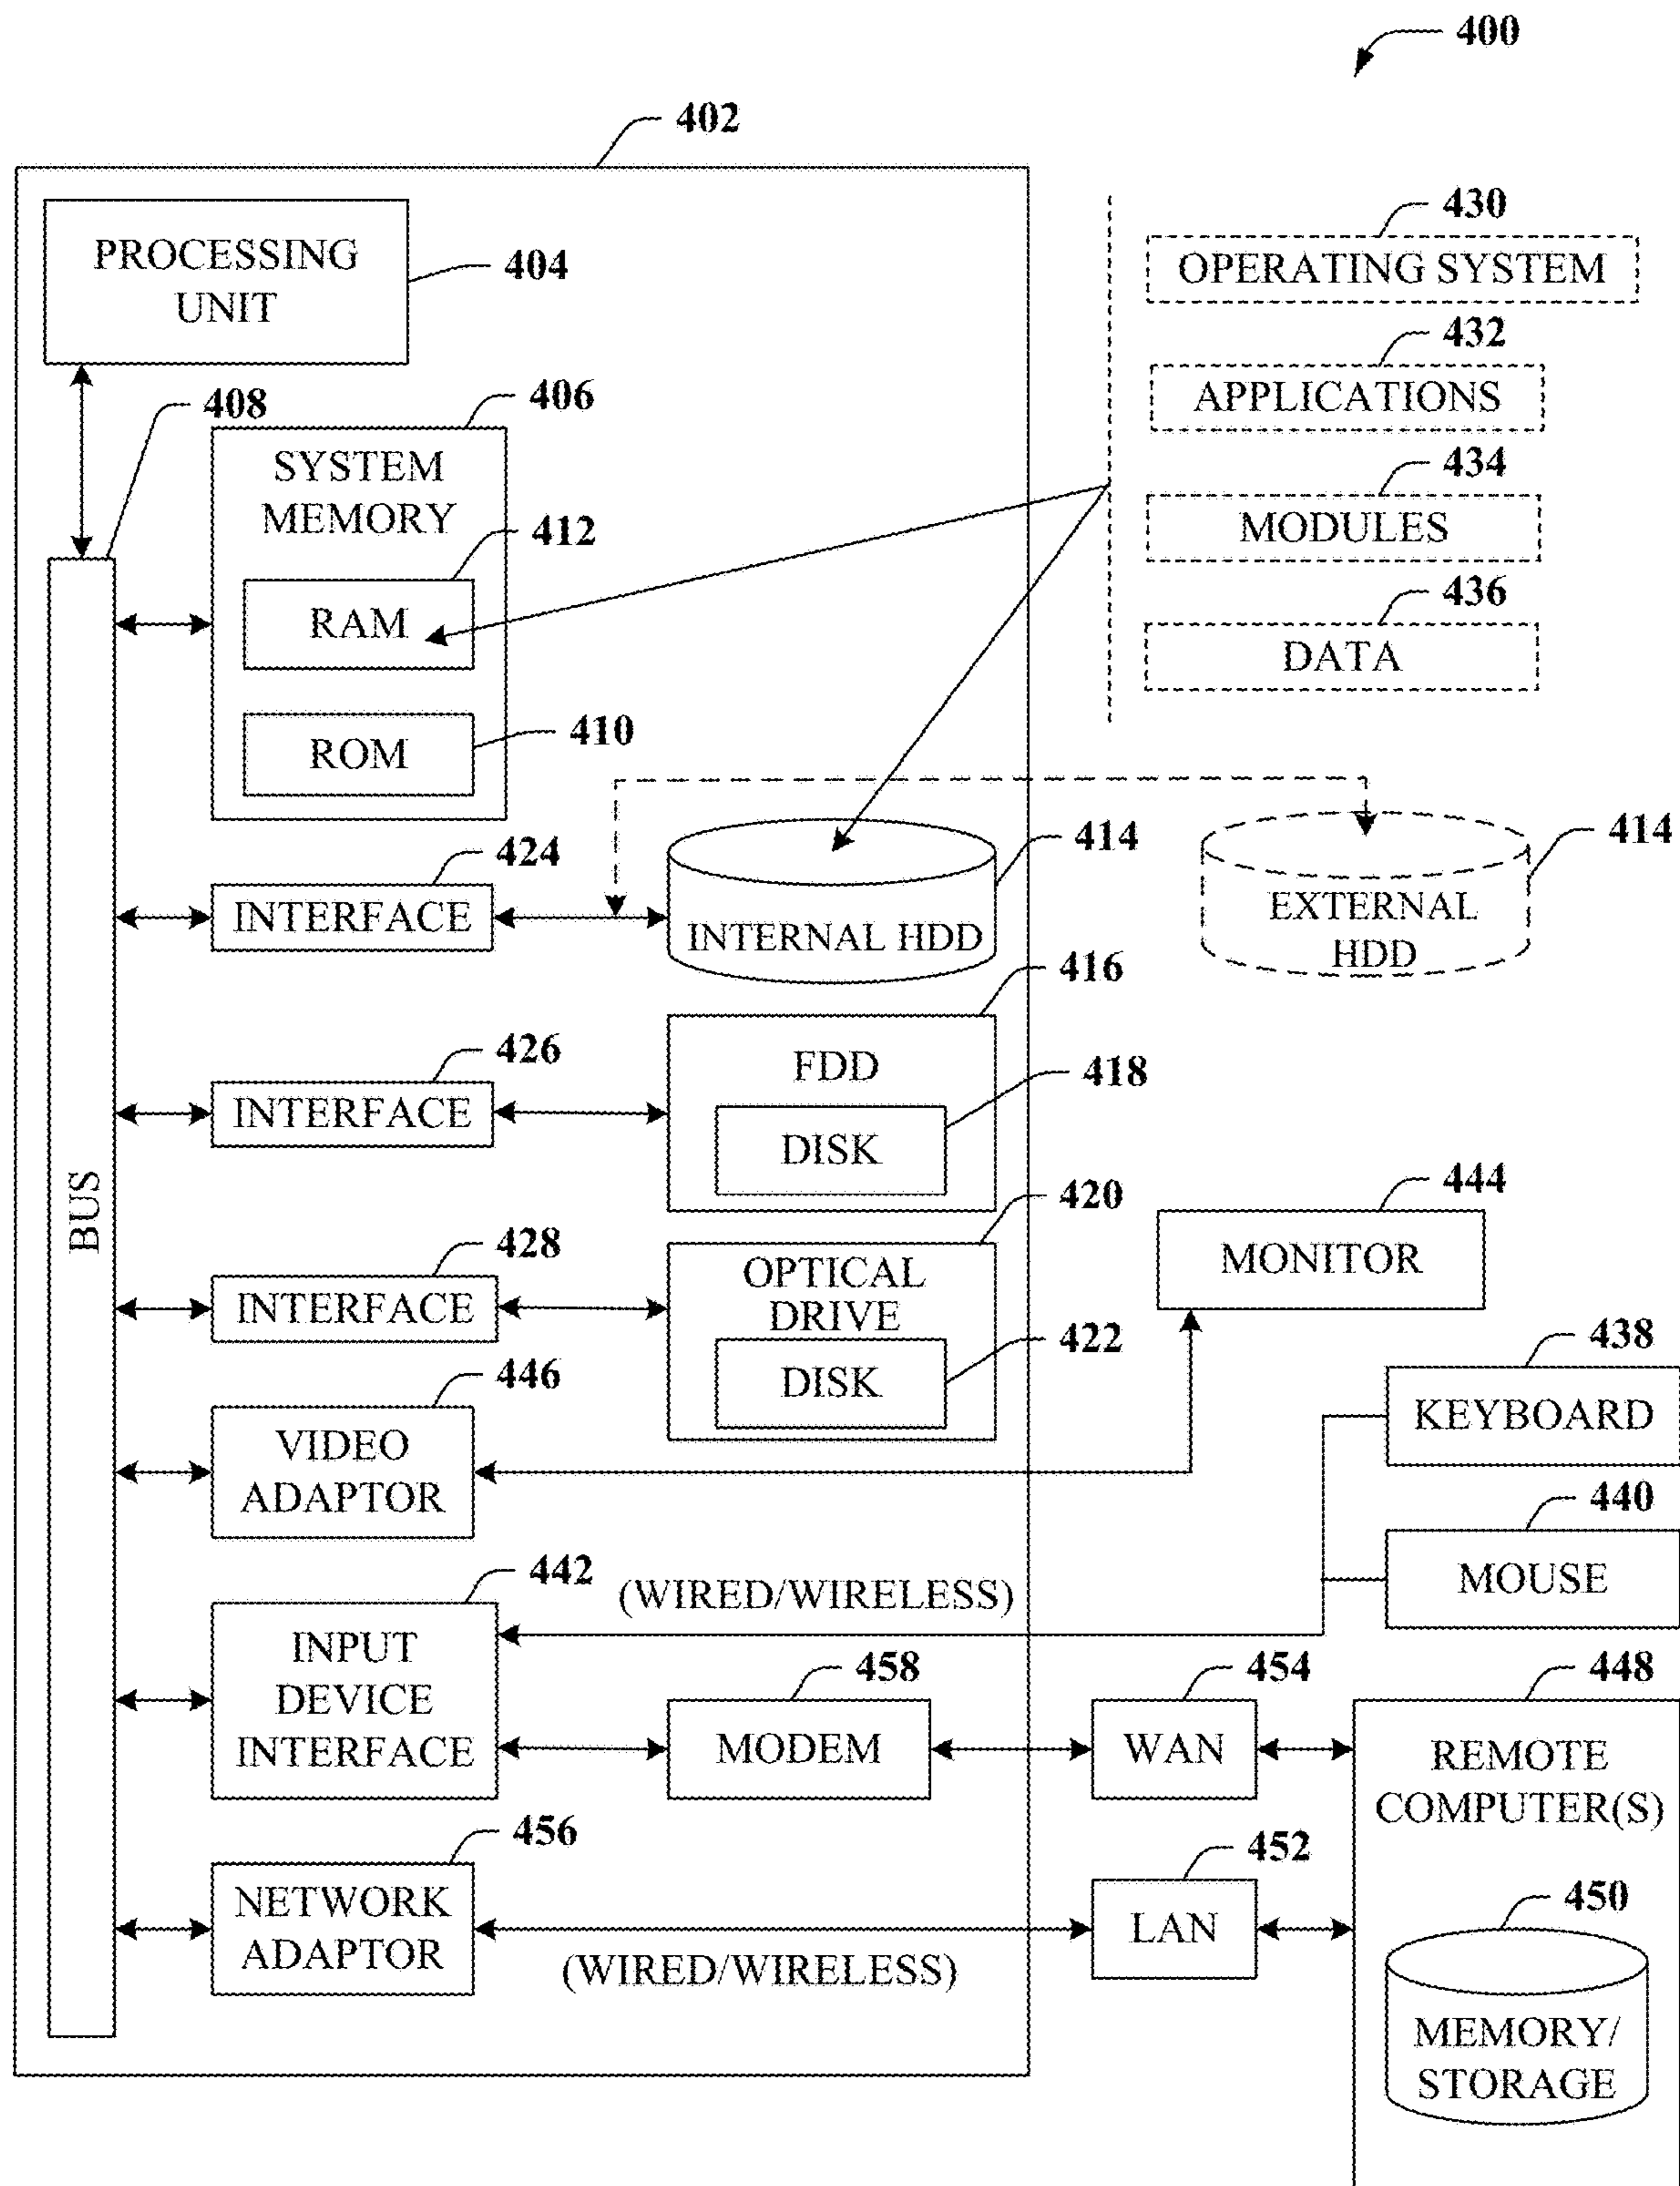 400
402
PROCESSING
UNIT
404
430
OPERATING SYSTEM
432
APPLICATIONS
434
MODULES
436
DATA
408
406
SYSTEM
MEMORY
412
RAM
410
ROM
424
INTERFACE
414
INTERNAL HDD
414
EXTERNAL
HDD
426
INTERFACE
416
FDD
418
DISK
BUS
428
INTERFACE
420
OPTICAL
DRIVE
422
DISK
444
MONITOR
446
VIDEO
ADAPTOR
438
KEYBOARD
440
MOUSE
442
(WIRED/WIRELESS)
INPUT
DEVICE
INTERFACE
458
MODEM
454
WAN
448
REMOTE
COMPUTER(S)
456
NETWORK
ADAPTOR
(WIRED/WIRELESS)
452
LAN
450
MEMORY/
STORAGE